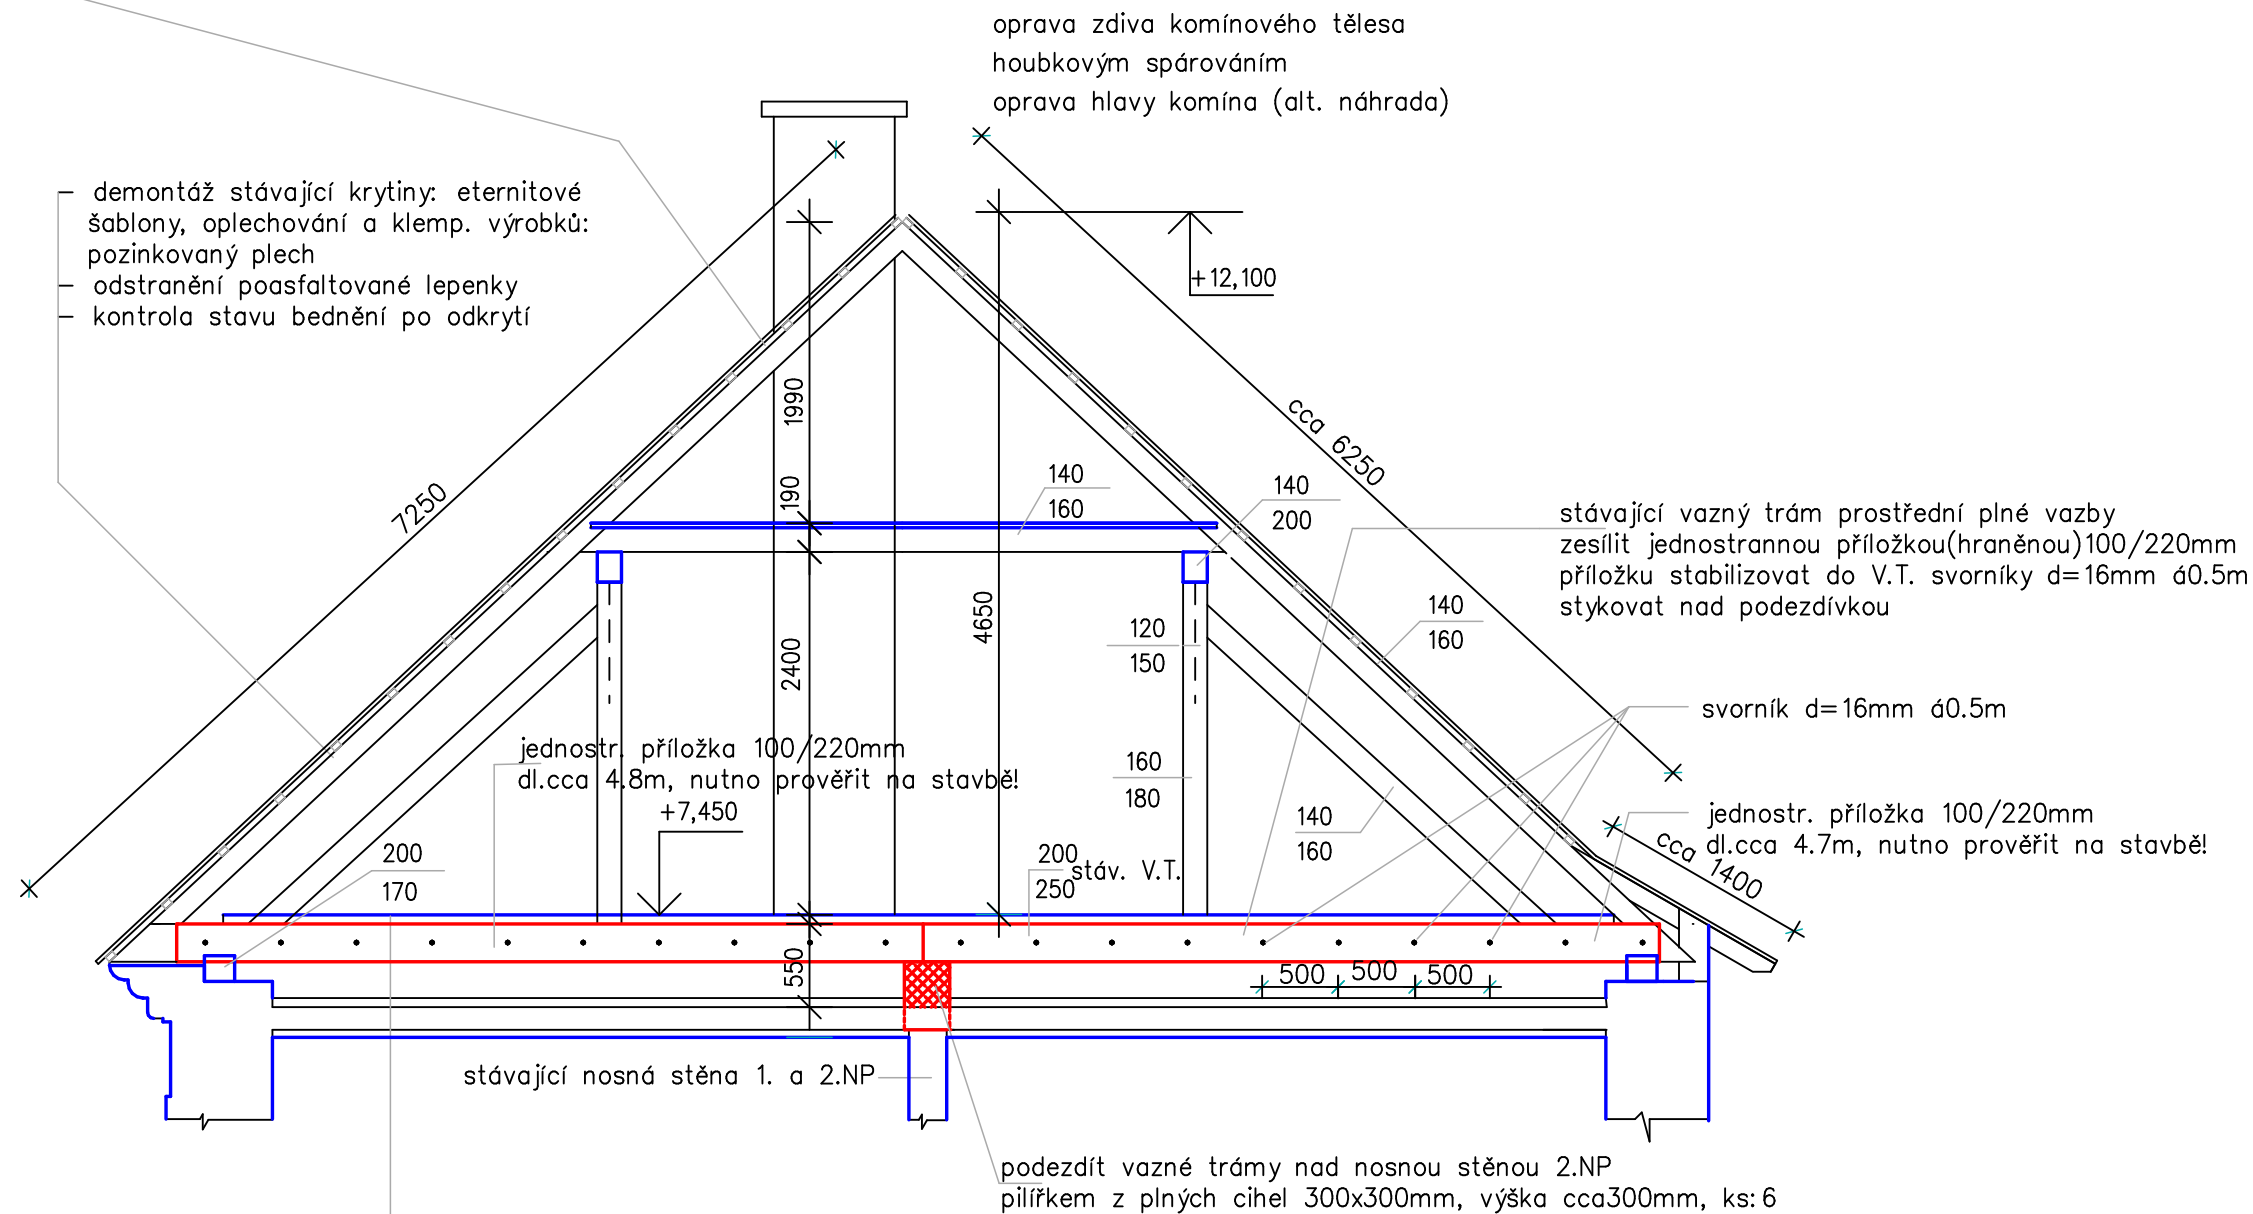 oprava zdiva komínového tělesa
houbkovým spárováním
oprava hlavy komína (alt. náhrada)
– demontáž stávající krytiny: eternitové
šablony, oplechování a klemp. výrobků:
pozinkovaný plech
– odstranění poasfaltované lepenky
– kontrola stavu bednění po odkrytí
+12,100
7250
cca 6250
1990
190
2400
4650
550
140
160
140
200
stávající vazný trám prostřední plné vazby
zesílit jednostrannou příložkou(hraněnou)100/220mm
příložku stabilizovat do V.T. svorníky d=16mm á0.5m
stykovat nad podezdívkou
140
160
120
150
svorník d=16mm á0.5m
jednostr. příložka 100/220mm
dl.cca 4.8m, nutno prověřit na stavbě!
+7,450
160
180
140
160
jednostr. příložka 100/220mm
dl.cca 4.7m, nutno prověřit na stavbě!
cca 1400
200
170
200
250
stáv. V.T.
500 500 500
stávající nosná stěna 1. a 2.NP
podezdít vazné trámy nad nosnou stěnou 2.NP
pilířkem z plných cihel 300x300mm, výška cca300mm, ks:6